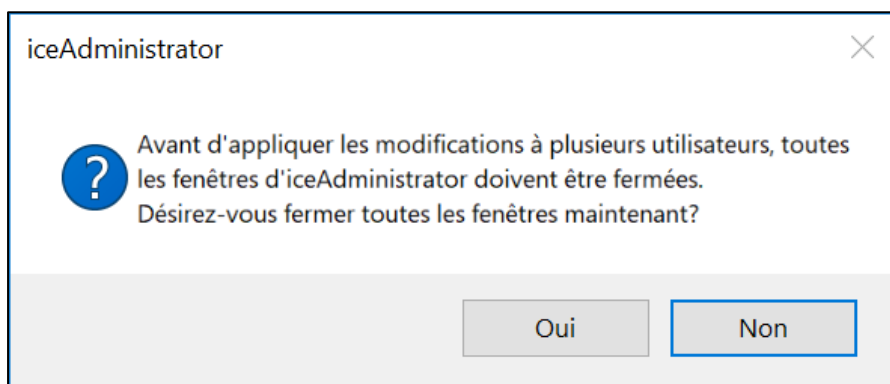 iceAdministrator
Avant d'appliquer les modifications à plusieurs utilisateurs, toutes
les fenêtres d'iceAdministrator doivent être fermées.
Désirez-vous fermer toutes les fenêtres maintenant?
Oui Non